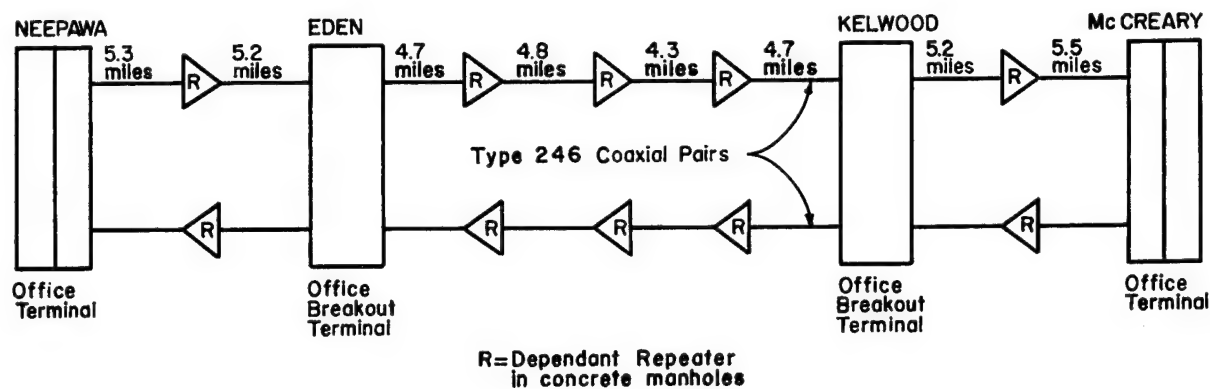 NEEPAWA
EDEN
KELWOOD
Mc CREARY
5.3
miles
5.2
miles
4.7
miles
4.8
miles
4.3
miles
4.7
miles
5.2
miles
5.5
miles
R
R
R
R
R
Type 246 Coaxial Pairs
R
R
R
R
R
Office
Terminal
Office
Breakout
Terminal
Office
Breakout
Terminal
Office
Terminal
R=Dependant Repeater
in concrete manholes